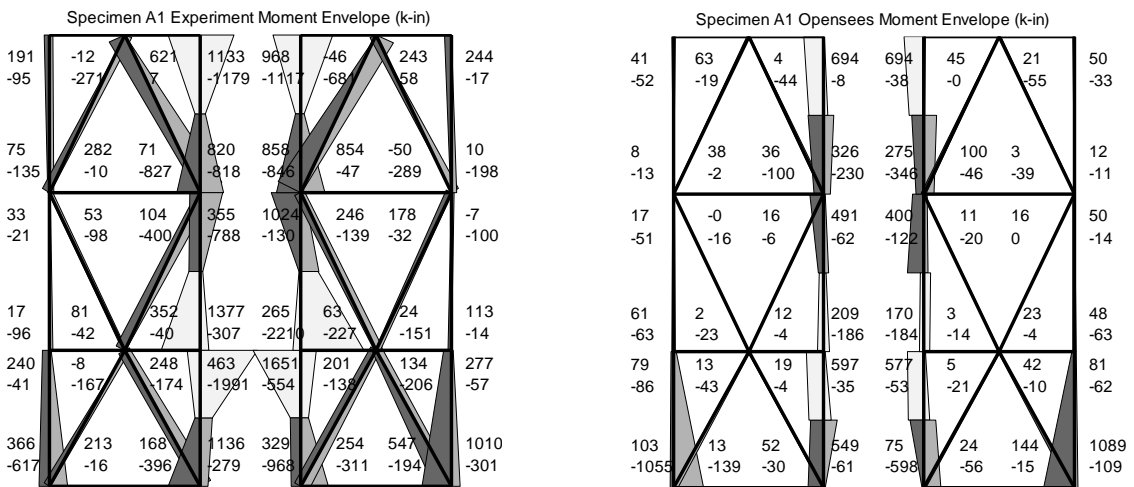 Specimen A1 Experiment Moment Envelope (k-in)
191 -12 621 1133 968 -46 243 244
-95 -271 7 -1179 -1117 -681 -58 -17
75 282 71 820 858 854 -50 10
-135 -10 -827 -818 -846 -47 -289 -198
33 53 104 355 1024 246 178 -7
-21 -98 -400 -788 -130 -139 -32 -100
17 81 352 1377 265 63 24 113
-96 -42 -40 -307 -2210 -227 -151 -14
240 -8 248 463 1651 201 134 277
-41 -167 -174 -1991 -554 -138 -206 -57
366 213 168 1136 329 254 547 1010
-617 -16 -396 -279 -968 -311 -194 -301
Specimen A1 Opensees Moment Envelope (k-in)
41 63 4 694 694 45 21 50
-52 -19 -44 -8 -38 -0 -55 -33
8 38 36 326 275 100 3 12
-13 -2 -100 -230 -346 -46 -39 -11
17 -0 16 491 400 11 16 50
-51 -16 -6 -62 -122 -20 0 -14
61 2 12 209 170 3 23 48
-63 -23 -4 -186 -184 -14 -4 -63
79 13 19 597 577 5 42 81
-86 -43 -4 -35 -53 -21 -10 -62
103 13 52 549 75 24 144 1089
-1055 -139 -30 -61 -598 -56 -15 -109